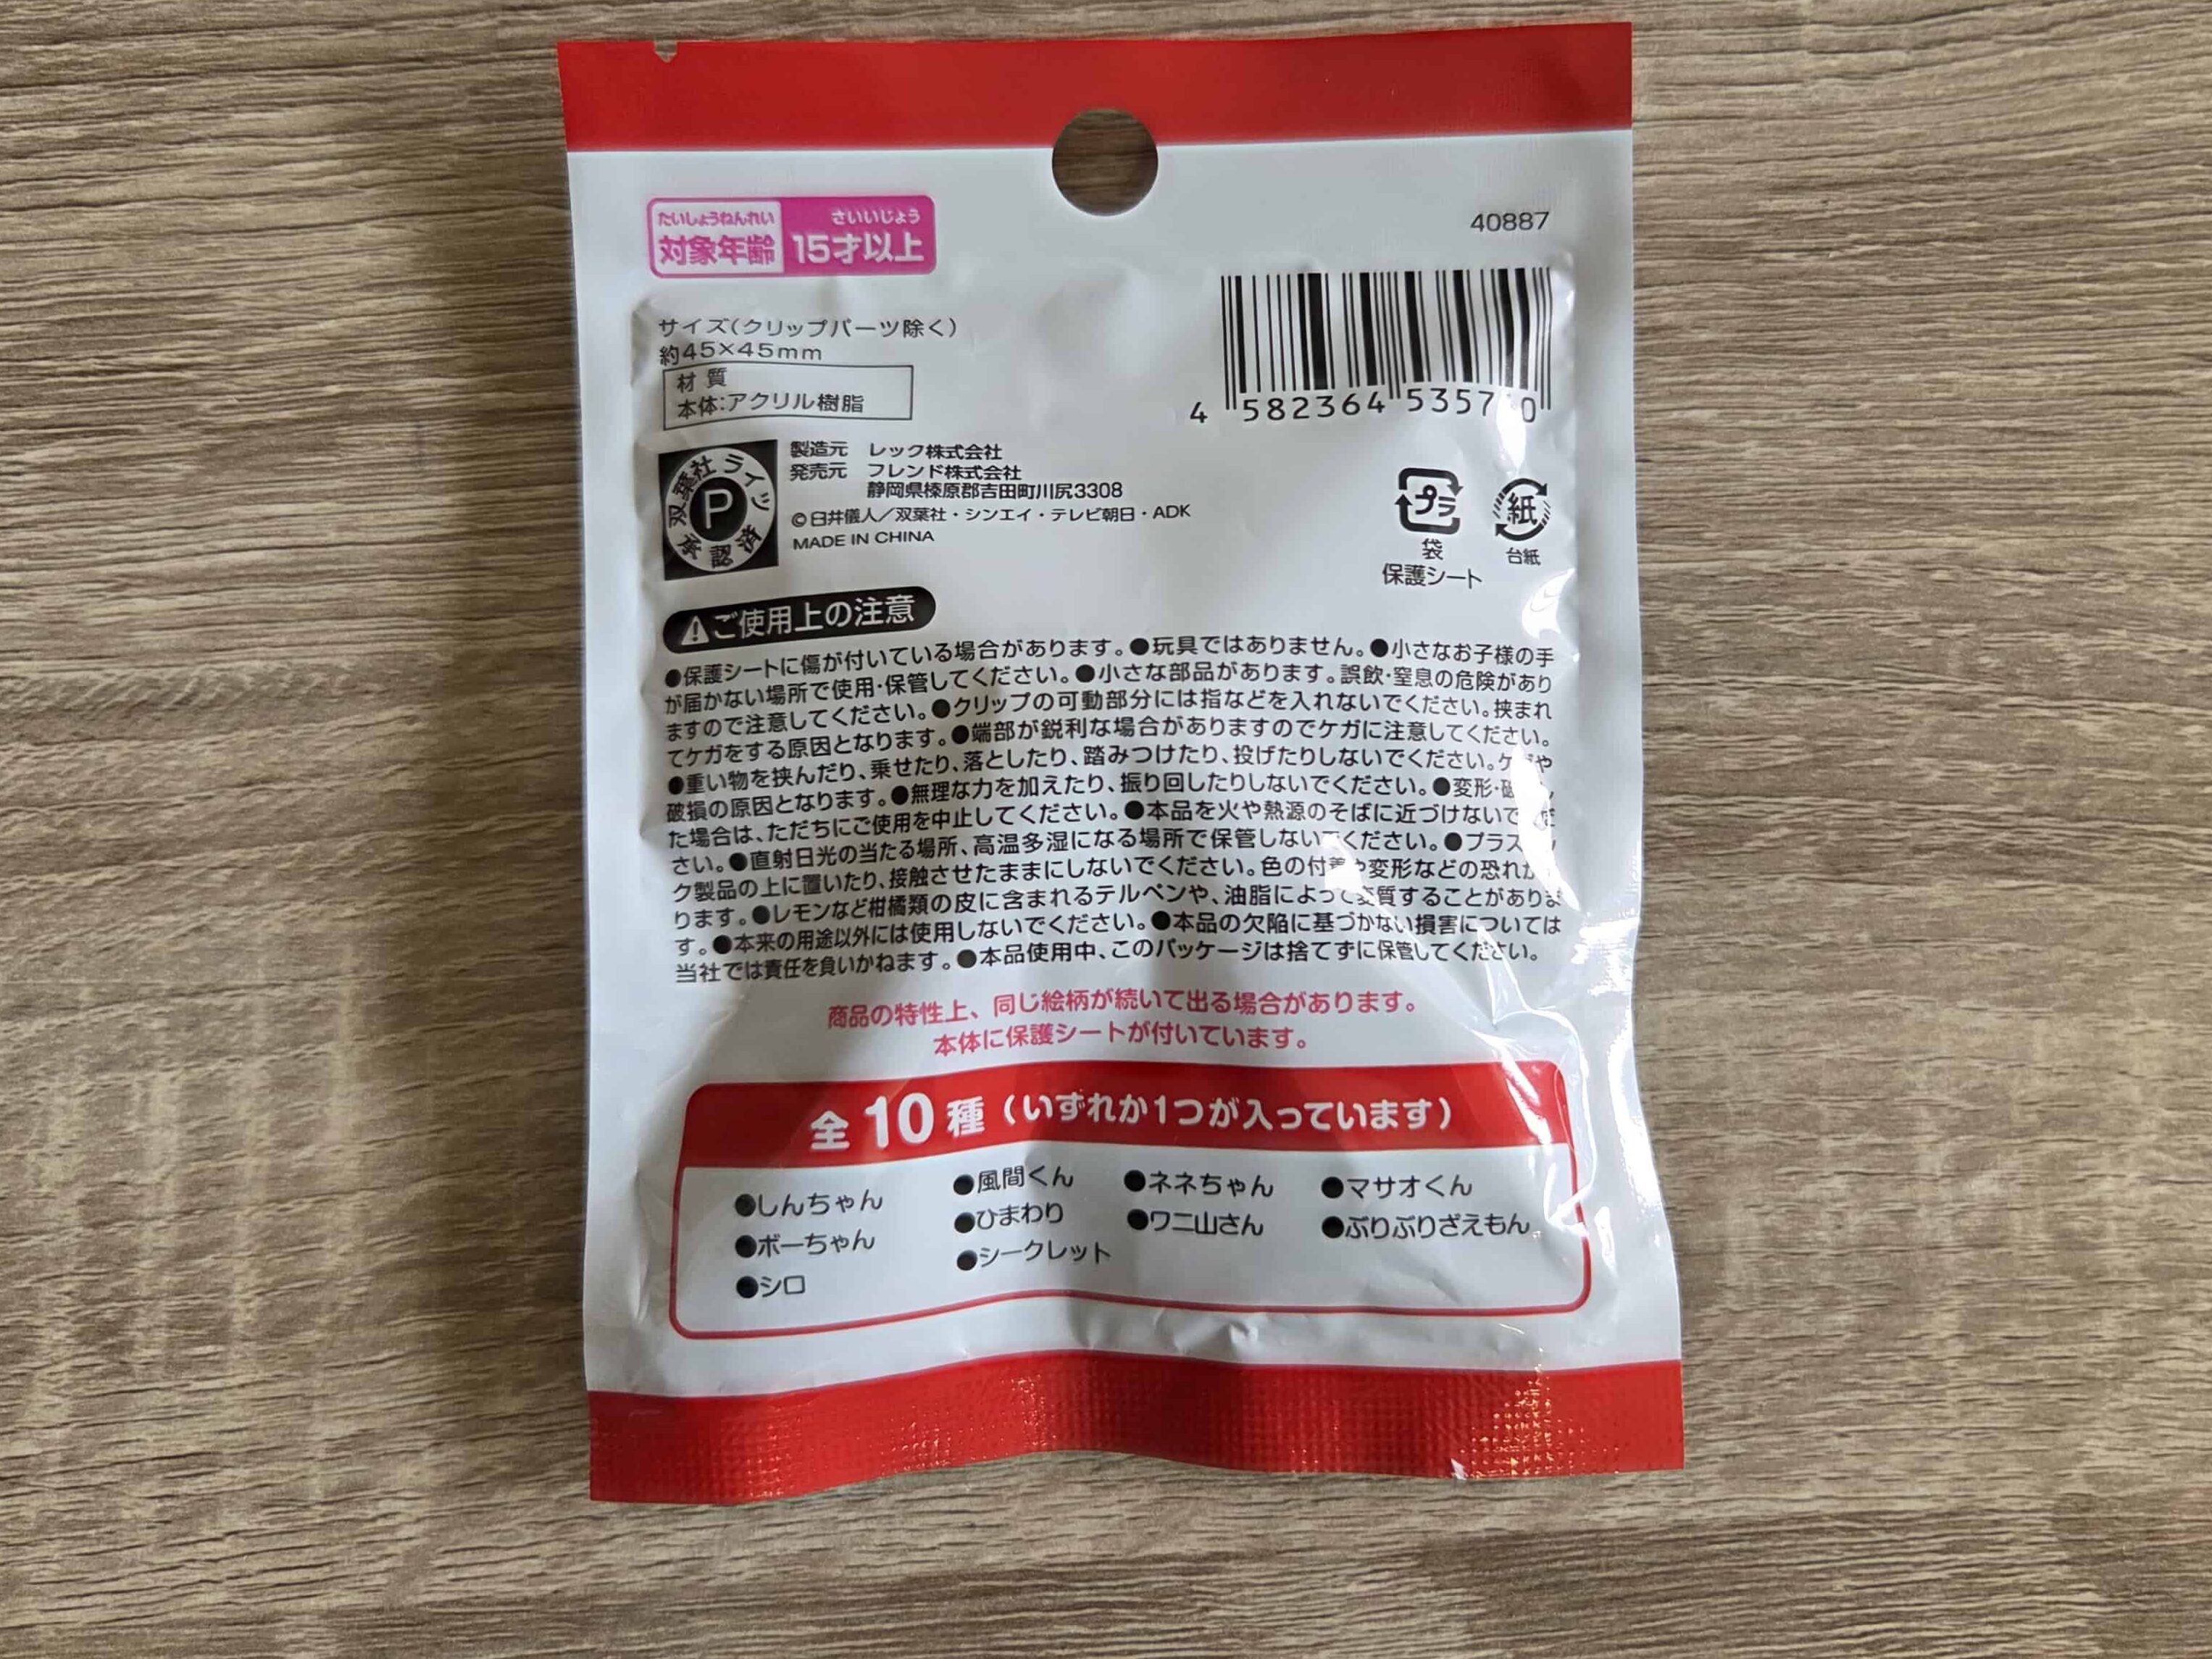 たいしょうねんれい さいいじょう
対象年齢 15才以上
40887
サイズ(クリップパーツ除く)
約45×45mm
材質
本体:アクリル樹脂
4 582364 5357 0
双葉社ライツ
P
承認済
製造元 レック株式会社
発売元 フレンド株式会社
静岡県榛原郡吉田町川尻3308
©臼井儀人/双葉社・シンエイ・テレビ朝日・ADK
MADE IN CHINA
プラ 紙
袋 台紙
保護シート
ご使用上の注意
●保護シートに傷が付いている場合があります。●玩具ではありません。●小さなお子様の手
が届かない場所で使用・保管してください。●小さな部品があります。誤飲・窒息の危険があり
ますので注意してください。●クリップの可動部分には指などを入れないでください。挟まれ
てケガをする原因となります。●端部が鋭利な場合がありますのでケガに注意してください。
●重い物を挟んだり、乗せたり、落としたり、踏みつけたり、投げたりしないでください。ケガや
破損の原因となります。●無理な力を加えたり、振り回したりしないでください。●変形・破
た場合は、ただちにご使用を中止してください。●本品を火や熱源のそばに近づけないでくだ
さい。●直射日光の当たる場所、高温多湿になる場所で保管しないでください。●プラスチッ
ク製品の上に置いたり、接触させたままにしないでください。色の付着や変形などの恐れがあ
ります。●レモンなど柑橘類の皮に含まれるテルペンや、油脂によって変質することがありま
す。●本来の用途以外には使用しないでください。●本品の欠陥に基づかない損害については
当社では責任を負いかねます。●本品使用中、このパッケージは捨てずに保管してください。
商品の特性上、同じ絵柄が続いて出る場合があります。
本体に保護シートが付いています。
全10種(いずれか1つが入っています)
●しんちゃん ●風間くん ●ネネちゃん ●マサオくん
●ボーちゃん ●ひまわり ●ワニ山さん ●ぶりぶりざえもん
●シロ ●シークレット